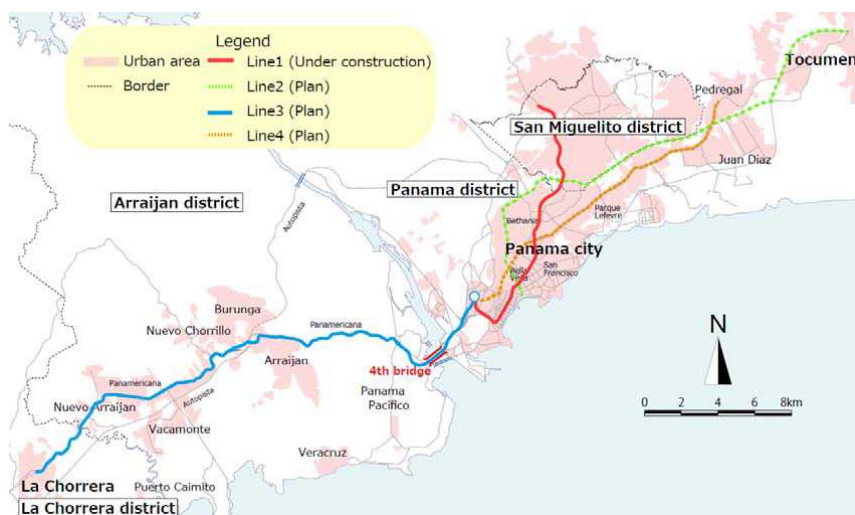 Legend
Urban area
Border
Line1 (Under construction)
Line2 (Plan)
Line3 (Plan)
Line4 (Plan)
Tocumen
Pedregal
San Miguelito district
Juan Diaz
Panama district
Arraijan district
Autopista
Bethania
Parque
Lefevre
Panama city
Bella
Vista
San
Francisco
Burunga
Nuevo Chorrillo
Panamericana
Arraijan
4th bridge
N
Panamericana
Panama
Pacifico
Nuevo Arraijan
Autopista
0 2 4 6 8km
Vacamonte
Veracruz
La Chorrera
Puerto Caimito
La Chorrera district